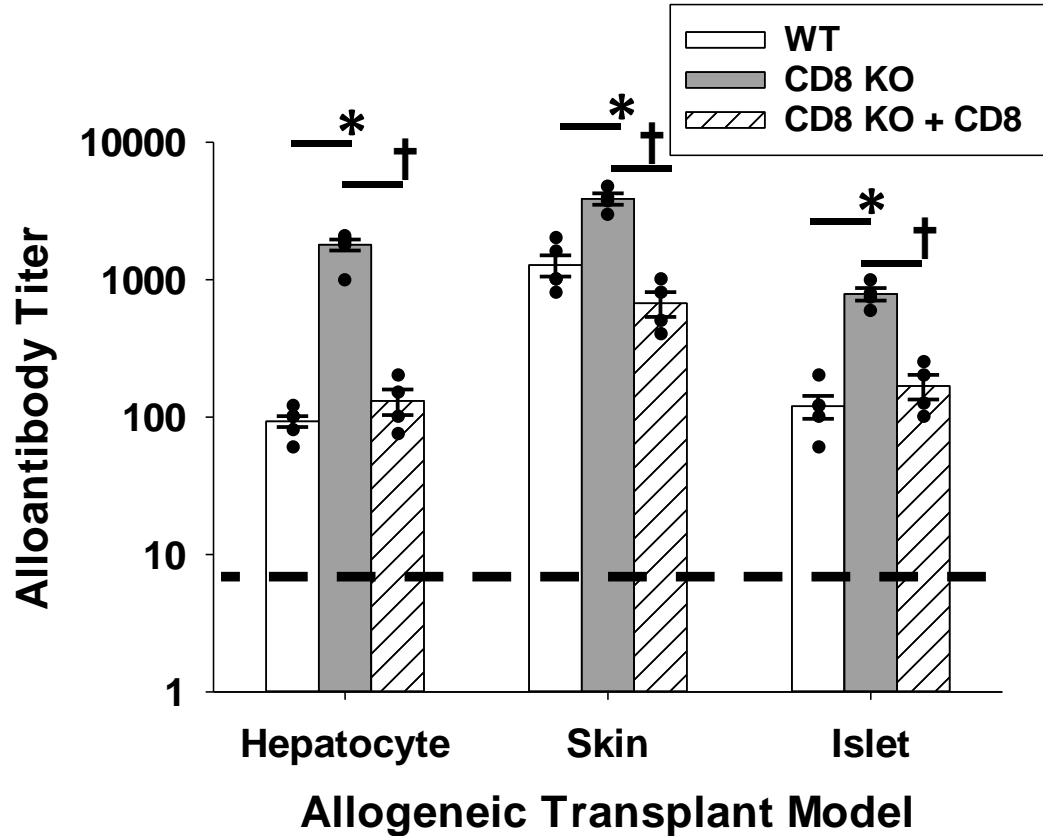 WT
CD8 KO
CD8 KO + CD8
10000
1000
100
10
1
Alloantibody Titer
* † * † * †
Hepatocyte Skin Islet
Allogeneic Transplant Model